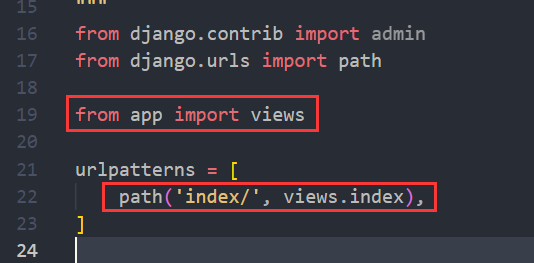 15 """
16 from django.contrib import admin
17 from django.urls import path
18
19 from app import views
20
21 urlpatterns = [
22     path('index/', views.index),
23 ]
24